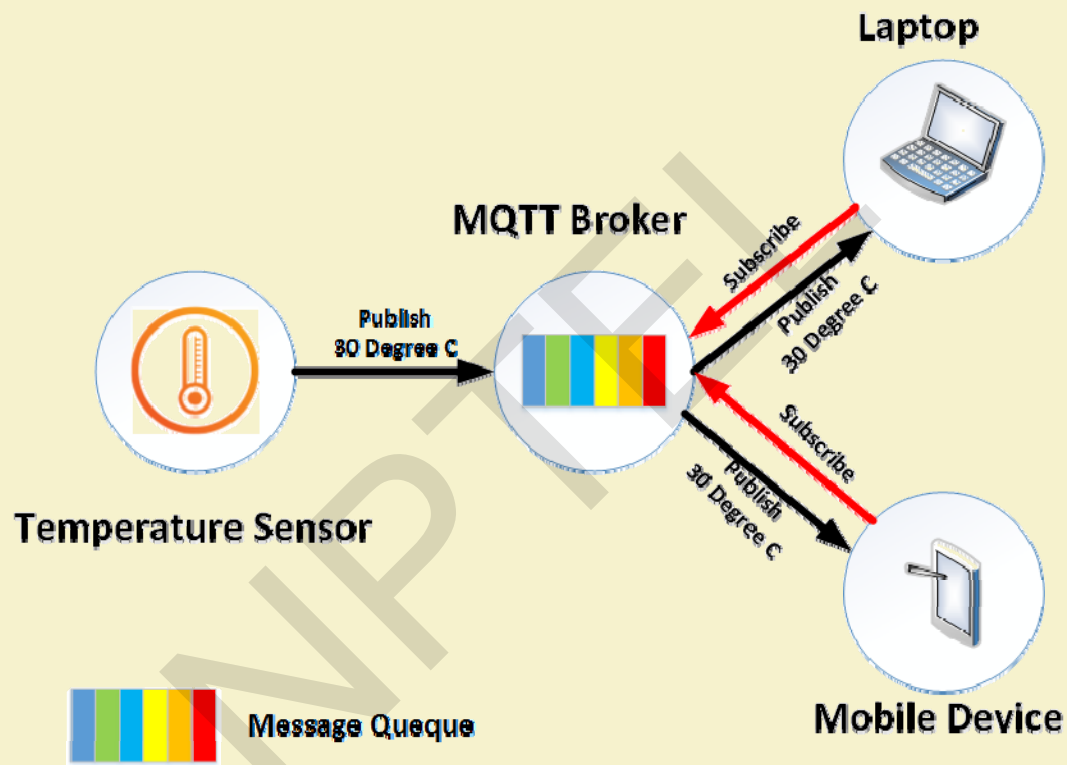 Laptop
MQTT Broker
Subscribe
Publish
30 Degree C
Publish
30 Degree C
Subscribe
Publish
30 Degree C
Temperature Sensor
Mobile Device
Message Queque
NPTEL